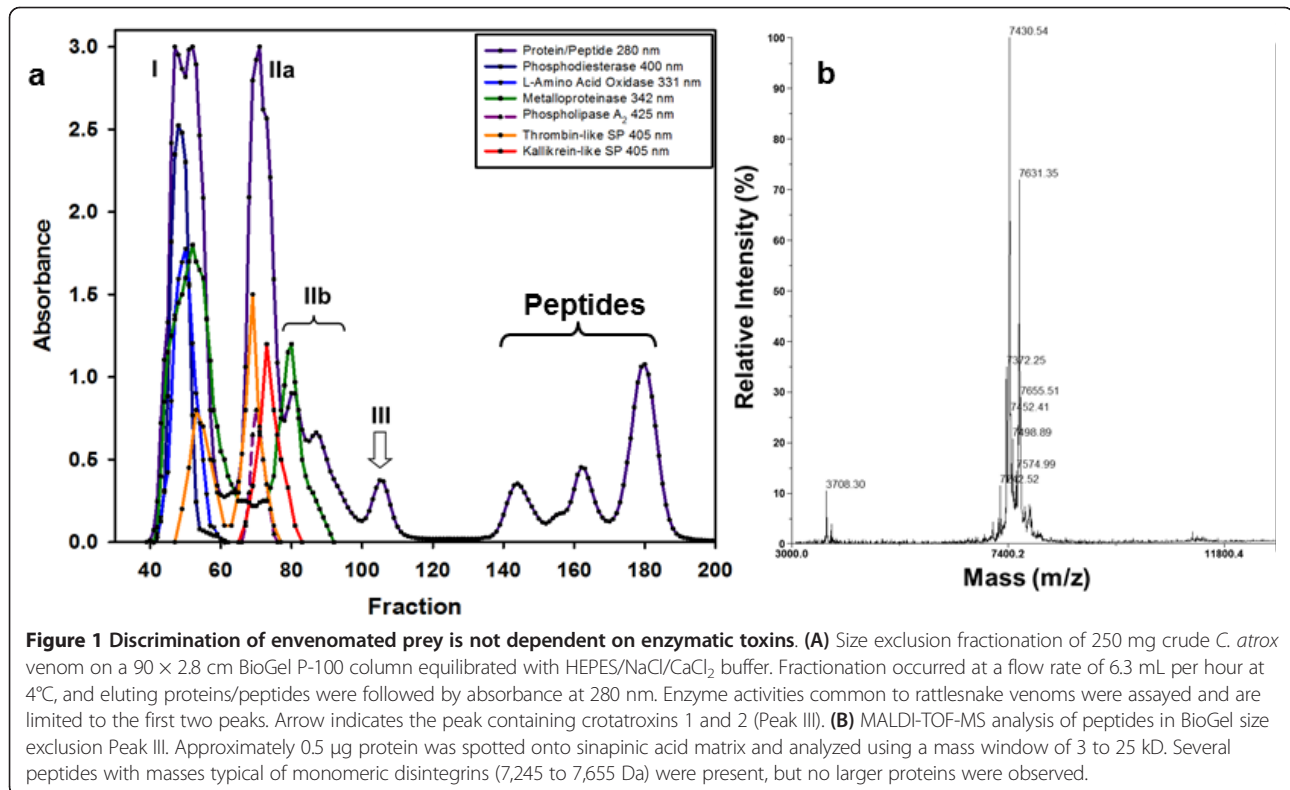 a
I
IIa
IIb
III
Peptides
Protein/Peptide 280 nm
Phosphodiesterase 400 nm
L-Amino Acid Oxidase 331 nm
Metalloproteinase 342 nm
Phospholipase A₂ 425 nm
Thrombin-like SP 405 nm
Kallikrein-like SP 405 nm
Absorbance
3.0
2.5
2.0
1.5
1.0
0.5
0.0
40 60 80 100 120 140 160 180 200
Fraction
b
Relative Intensity (%)
100
90
80
70
60
50
40
30
20
10
0
7430.54
7631.35
7372.25
7655.51
7452.41
7498.89
7574.99
3708.30
3000.0 7400.2 11800.4
Mass (m/z)
Figure 1 Discrimination of envenomated prey is not dependent on enzymatic toxins. (A) Size exclusion fractionation of 250 mg crude C. atrox
venom on a 90 × 2.8 cm BioGel P-100 column equilibrated with HEPES/NaCl/CaCl₂ buffer. Fractionation occurred at a flow rate of 6.3 mL per hour at
4°C, and eluting proteins/peptides were followed by absorbance at 280 nm. Enzyme activities common to rattlesnake venoms were assayed and are
limited to the first two peaks. Arrow indicates the peak containing crotatroxins 1 and 2 (Peak III). (B) MALDI-TOF-MS analysis of peptides in BioGel size
exclusion Peak III. Approximately 0.5 μg protein was spotted onto sinapinic acid matrix and analyzed using a mass window of 3 to 25 kD. Several
peptides with masses typical of monomeric disintegrins (7,245 to 7,655 Da) were present, but no larger proteins were observed.